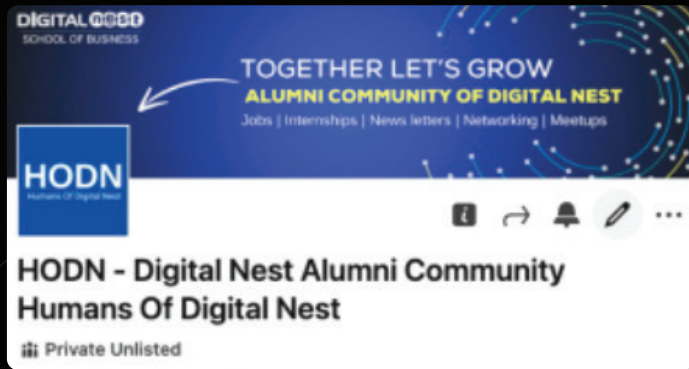 DIGITAL NEST
SCHOOL OF BUSINESS
TOGETHER LET'S GROW
ALUMNI COMMUNITY OF DIGITAL NEST
Jobs | Internships | News letters | Networking | Meetups
HODN
Humans Of Digital Nest
i
HODN - Digital Nest Alumni Community
Humans Of Digital Nest
Private Unlisted